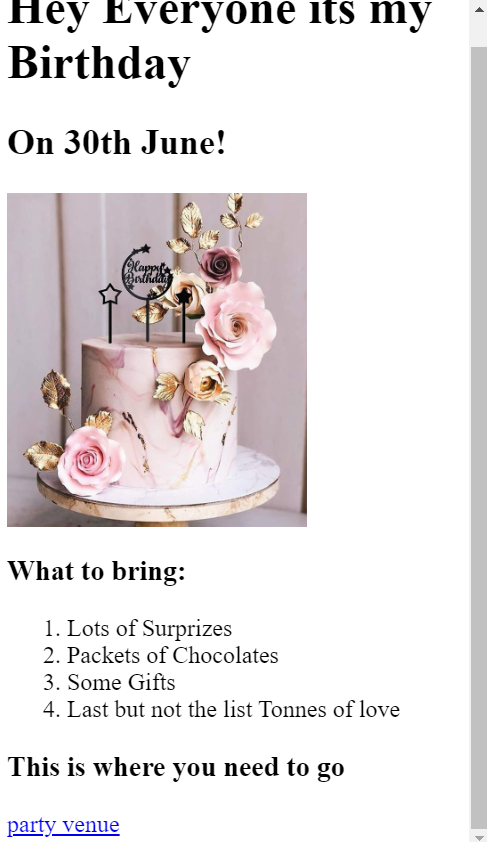 Hey Everyone its my
Birthday
On 30th June!
Happy
Birthday
What to bring:
1. Lots of Surprizes
2. Packets of Chocolates
3. Some Gifts
4. Last but not the list Tonnes of love
This is where you need to go
party venue